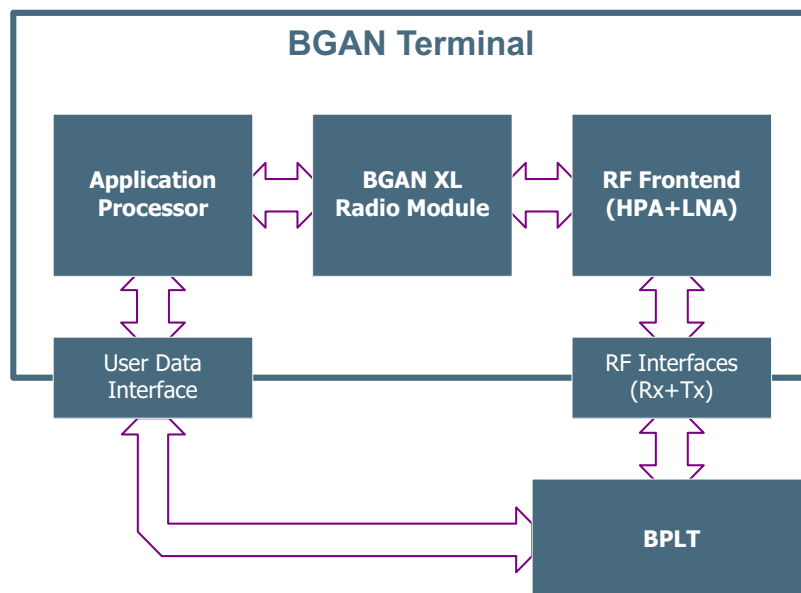 BGAN Terminal
Application
Processor
BGAN XL
Radio Module
RF Frontend
(HPA+LNA)
User Data
Interface
RF Interfaces
(Rx+Tx)
BPLT